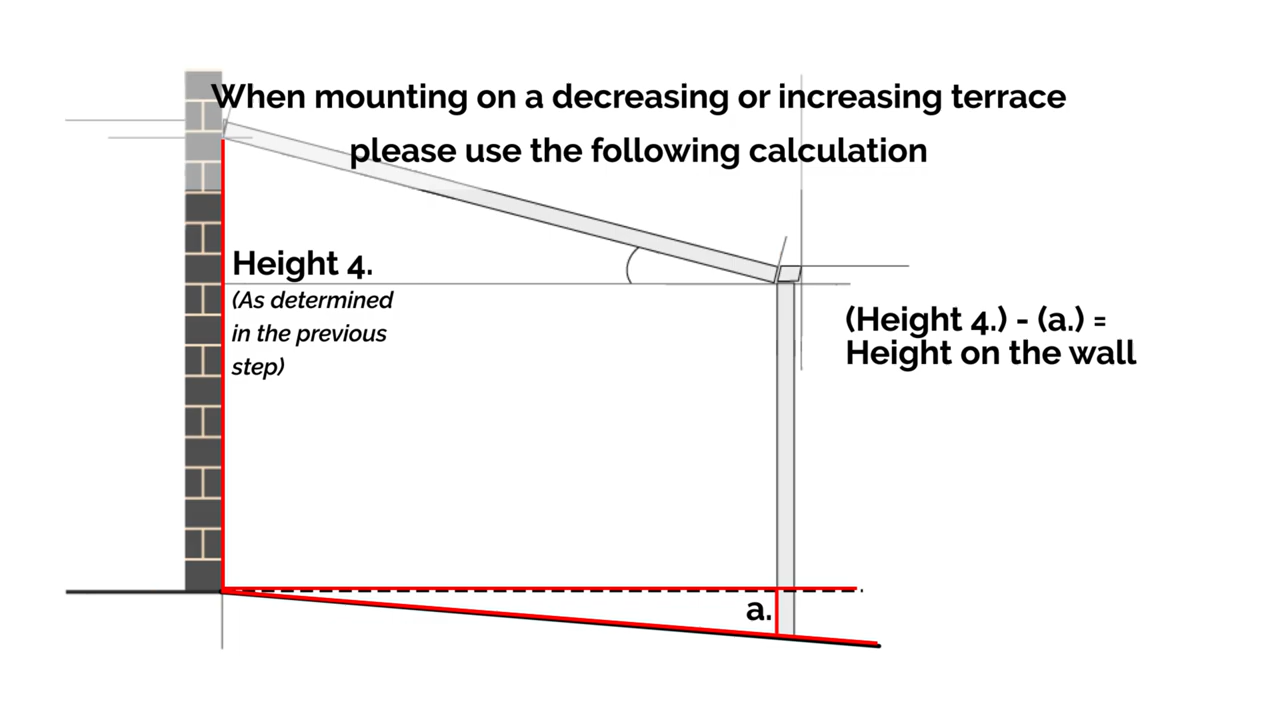 When mounting on a decreasing or increasing terrace
please use the following calculation
Height 4.
(As determined
in the previous
step)
(Height 4.) - (a.) =
Height on the wall
a.